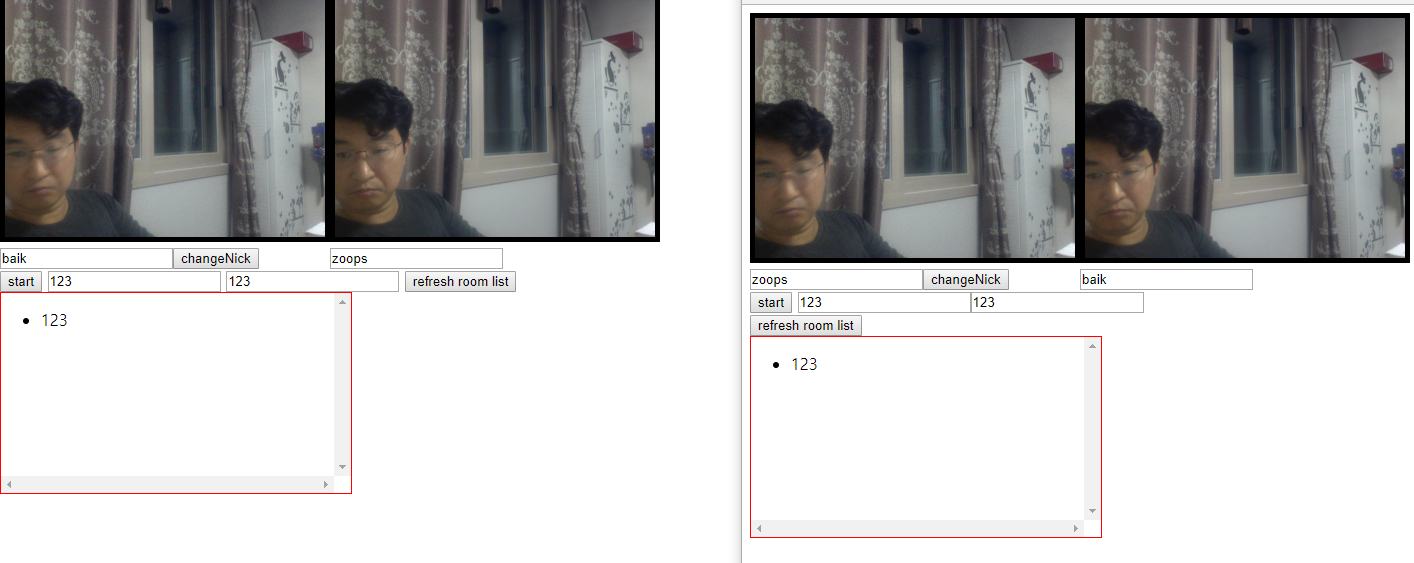 baik changeNick zoops
start 123 123 refresh room list
123
zoops changeNick baik
start 123 123
refresh room list
123